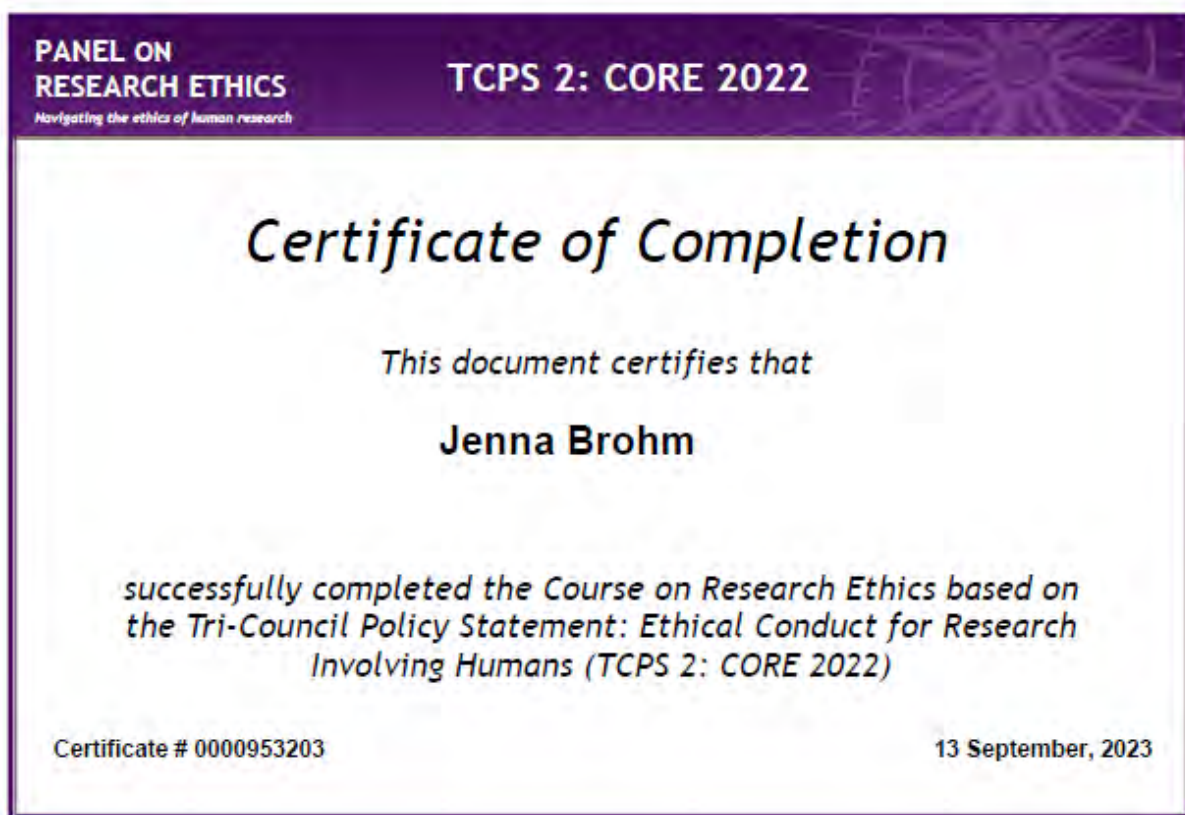 PANEL ON
RESEARCH ETHICS
Navigating the ethics of human research
TCPS 2: CORE 2022
Certificate of Completion
This document certifies that
Jenna Brohm
successfully completed the Course on Research Ethics based on
the Tri-Council Policy Statement: Ethical Conduct for Research
Involving Humans (TCPS 2: CORE 2022)
Certificate # 0000953203
13 September, 2023